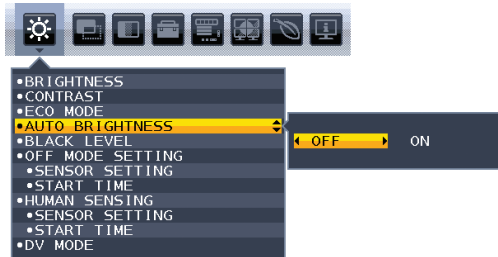 •BRIGHTNESS
•CONTRAST
•ECO MODE
•AUTO BRIGHTNESS
OFF ON
•BLACK LEVEL
•OFF MODE SETTING
•SENSOR SETTING
•START TIME
•HUMAN SENSING
•SENSOR SETTING
•START TIME
•DV MODE